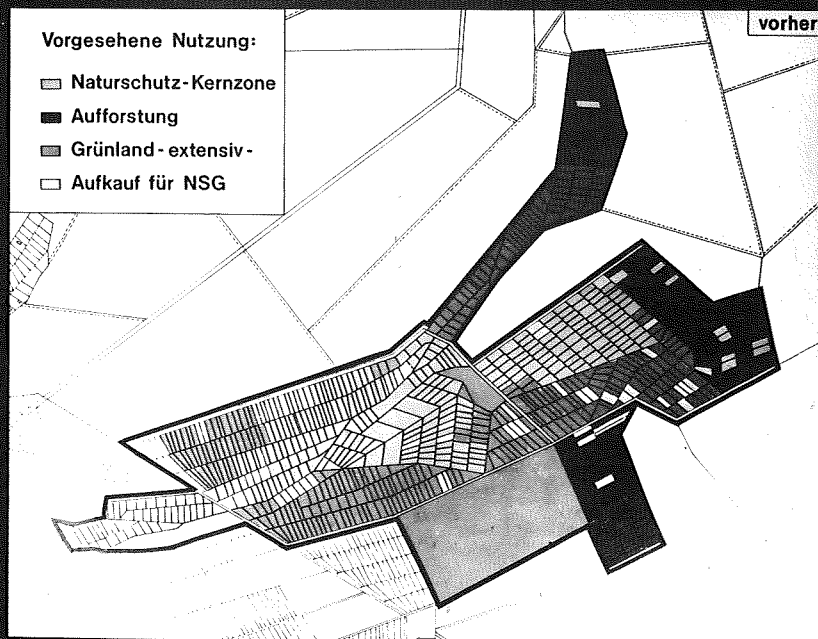 Vorgesehene Nutzung:
Naturschutz-Kernzone
Aufforstung
Grünland - extensiv -
Aufkauf für NSG
vorher